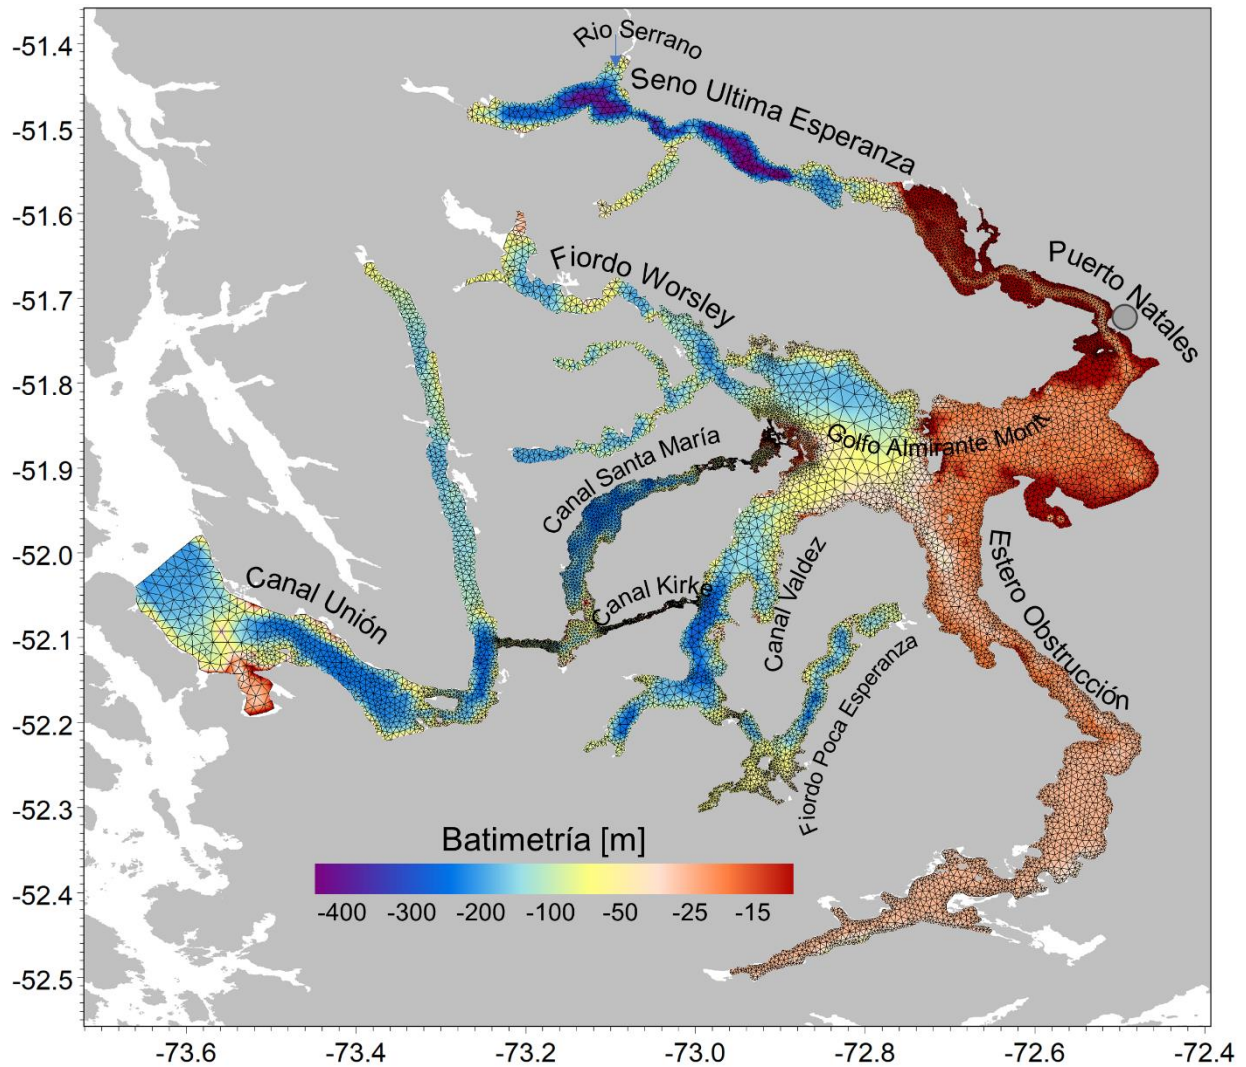 Rio Serrano
Seno Ultima Esperanza
Puerto Natales
Fiordo Worsley
Golfo Almirante Mont
Canal Santa María
Canal Unión
Canal Kirke
Canal Valdez
Estero Obstrucción
Fiordo Poca Esperanza
Batimetría [m]
-400 -300 -200 -100 -50 -25 -15
-51.4
-51.5
-51.6
-51.7
-51.8
-51.9
-52.0
-52.1
-52.2
-52.3
-52.4
-52.5
-73.6 -73.4 -73.2 -73.0 -72.8 -72.6 -72.4